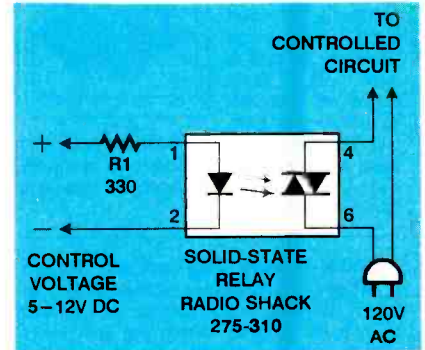 TO
CONTROLLED
CIRCUIT
+
R1
330
1
4
2
6
–
CONTROL
VOLTAGE
5–12V DC
SOLID-STATE
RELAY
RADIO SHACK
275-310
120V
AC